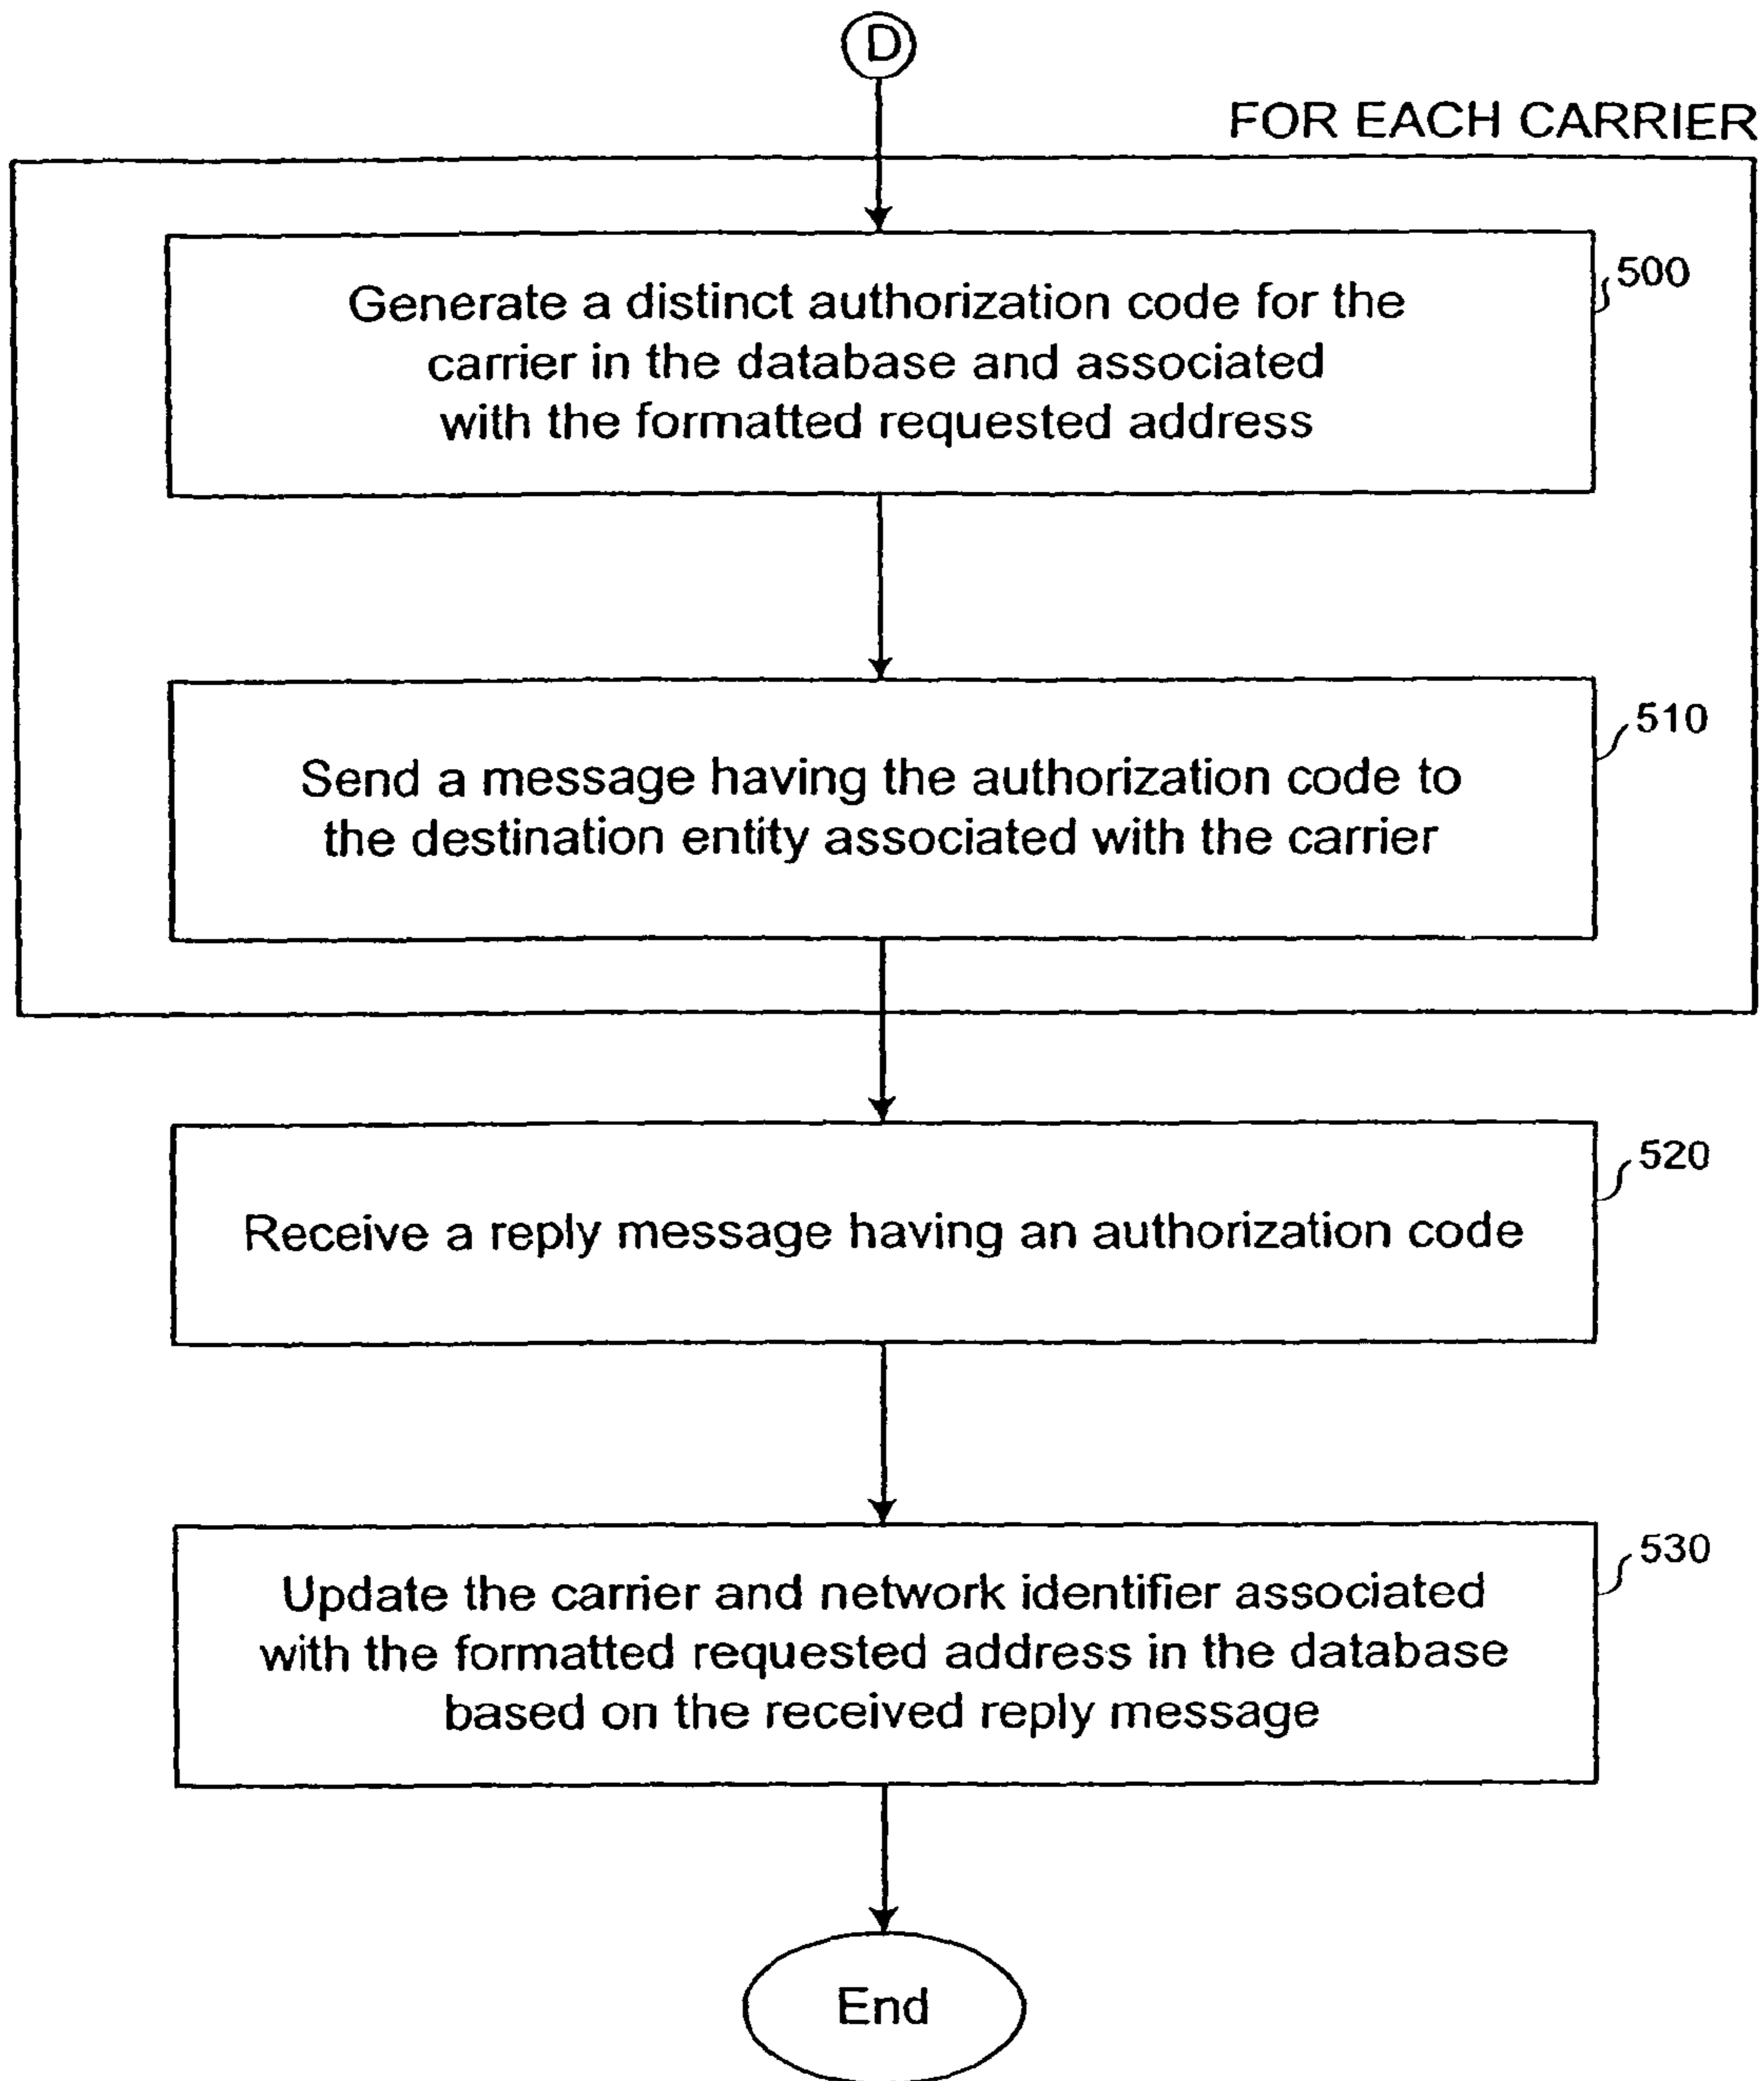 D
FOR EACH CARRIER
500
Generate a distinct authorization code for the
carrier in the database and associated
with the formatted requested address
510
Send a message having the authorization code to
the destination entity associated with the carrier
520
Receive a reply message having an authorization code
530
Update the carrier and network identifier associated
with the formatted requested address in the database
based on the received reply message
End